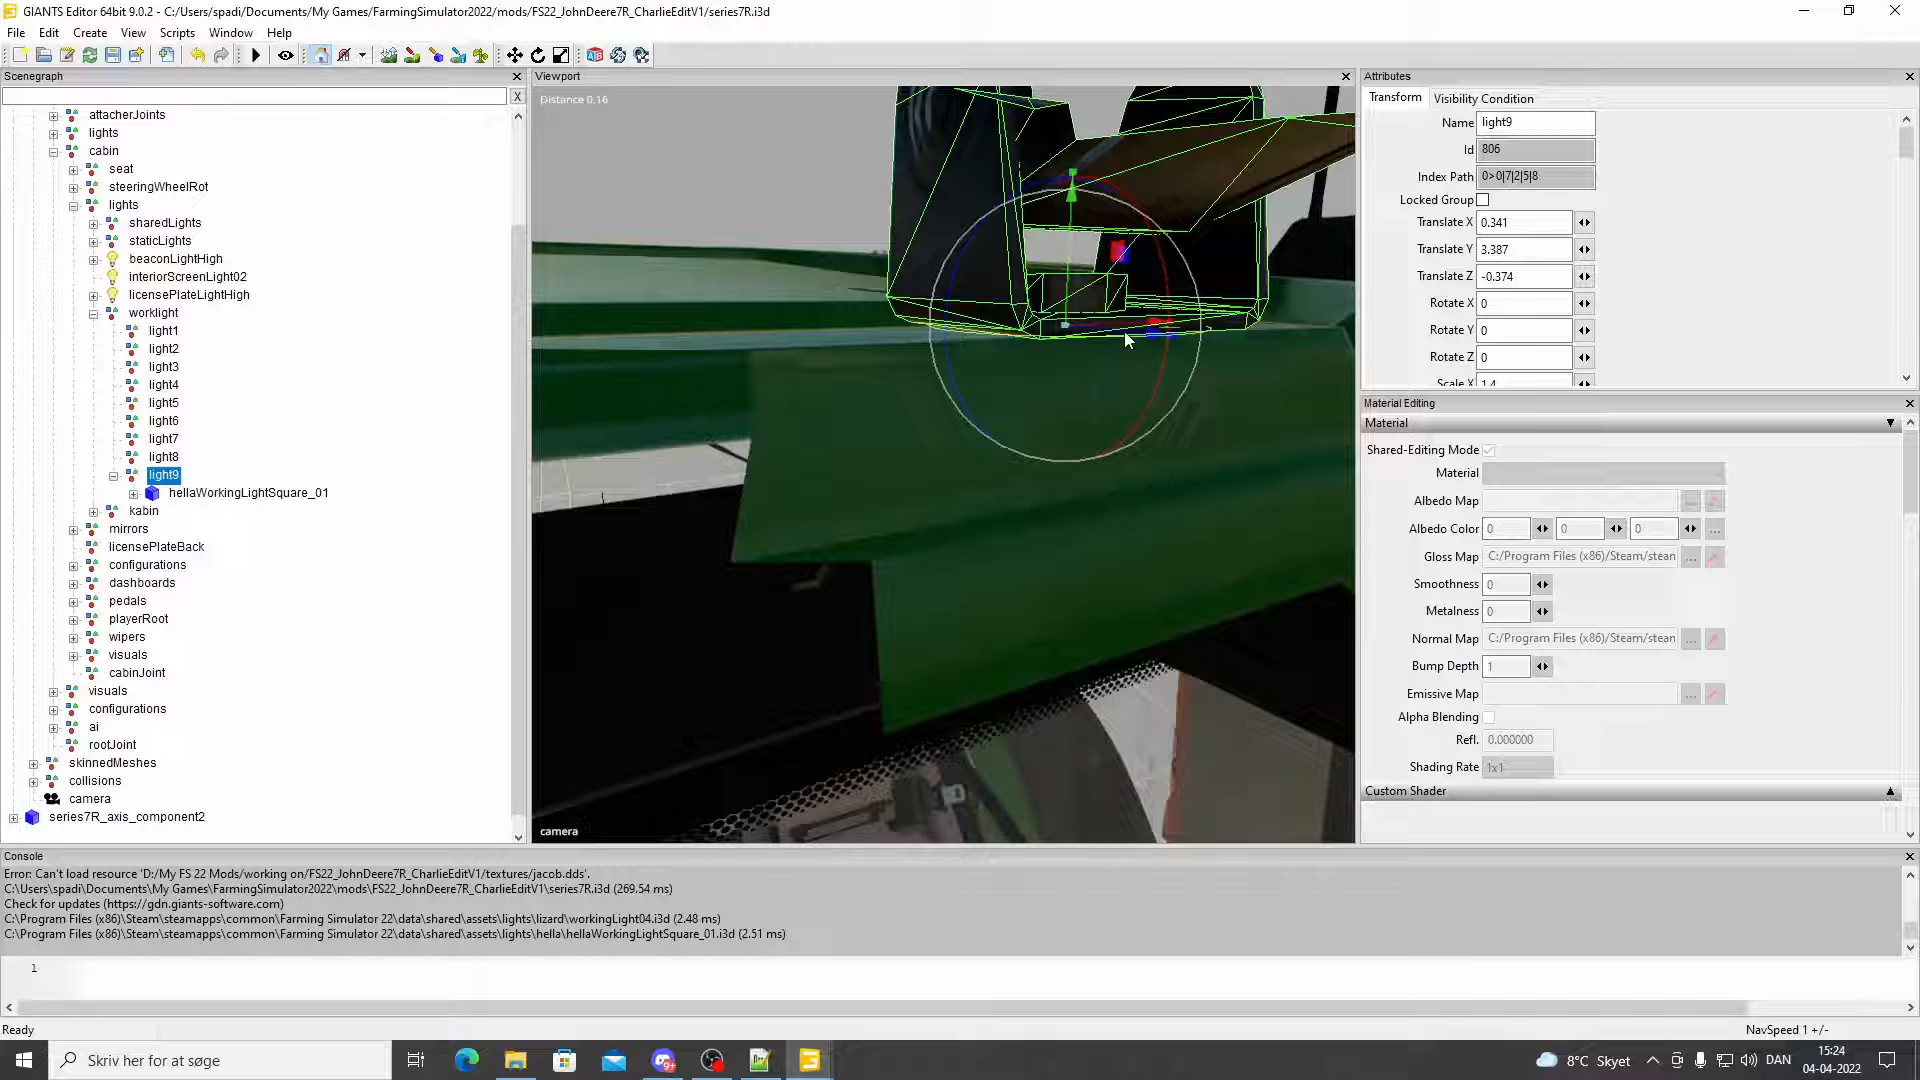 GIANTS Editor 64bit 9.0.2 - C:/Users/spadi/Documents/My Games/FarmingSimulator2022/mods/FS22_JohnDeere7R_CharlieEditV1/series7R.i3d
File Edit Create View Scripts Window Help
Scenegraph
X
attacherJoints
lights
cabin
seat
steeringWheelRot
lights
sharedLights
staticLights
beaconLightHigh
interiorScreenLight02
licensePlateLightHigh
worklight
light1
light2
light3
light4
light5
light6
light7
light8
light9
hellaWorkingLightSquare_01
kabin
mirrors
licensePlateBack
configurations
dashboards
pedals
playerRoot
wipers
visuals
cabinJoint
visuals
configurations
ai
rootJoint
skinnedMeshes
collisions
camera
series7R_axis_component2
Viewport
Distance 0.16
camera
Attributes
Transform Visibility Condition
Name light9
Id 806
Index Path 0>0|7|2|5|8
Locked Group
Translate X 0.341
Translate Y 3.387
Translate Z -0.374
Rotate X 0
Rotate Y 0
Rotate Z 0
Scale X 1.4
Material Editing
Material
Shared-Editing Mode
Material
Albedo Map ...
Albedo Color 0 0 0 ...
Gloss Map C:/Program Files (x86)/Steam/stean ...
Smoothness 0
Metalness 0
Normal Map C:/Program Files (x86)/Steam/stean ...
Bump Depth 1
Emissive Map ...
Alpha Blending
Refl. 0.000000
Shading Rate 1x1
Custom Shader
Console
Error: Can't load resource 'D:/My FS 22 Mods/working on/FS22_JohnDeere7R_CharlieEditV1/textures/jacob.dds'.
C:\Users\spadi\Documents\My Games\FarmingSimulator2022\mods\FS22_JohnDeere7R_CharlieEditV1\series7R.i3d (269.54 ms)
Check for updates (https://gdn.giants-software.com)
C:\Program Files (x86)\Steam\steamapps\common\Farming Simulator 22\data\shared\assets\lights\lizard\workingLight04.i3d (2.48 ms)
C:\Program Files (x86)\Steam\steamapps\common\Farming Simulator 22\data\shared\assets\lights\hella\hellaWorkingLightSquare_01.i3d (2.51 ms)
1
Ready
NavSpeed 1 +/-
Skriv her for at søge
9+
8°C Skyet
DAN
15:24
04-04-2022